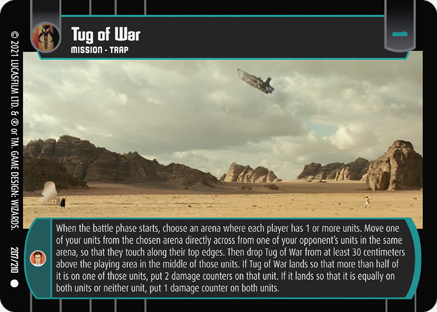 Tug of War
MISSION - TRAP
When the battle phase starts, choose an arena where each player has 1 or more units. Move one
of your units from the chosen arena directly across from one of your opponent's units in the same
arena, so that they touch along their top edges. Then drop Tug of War from at least 30 centimeters
above the playing area in the middle of those units. If Tug of War lands so that more than half of
it is on one of those units, put 2 damage counters on that unit. If it lands so that it is equally on
both units or neither unit, put 1 damage counter on both units.
© 2021 LUCASFILM LTD. & ® or TM. GAME DESIGN: WIZARDS.